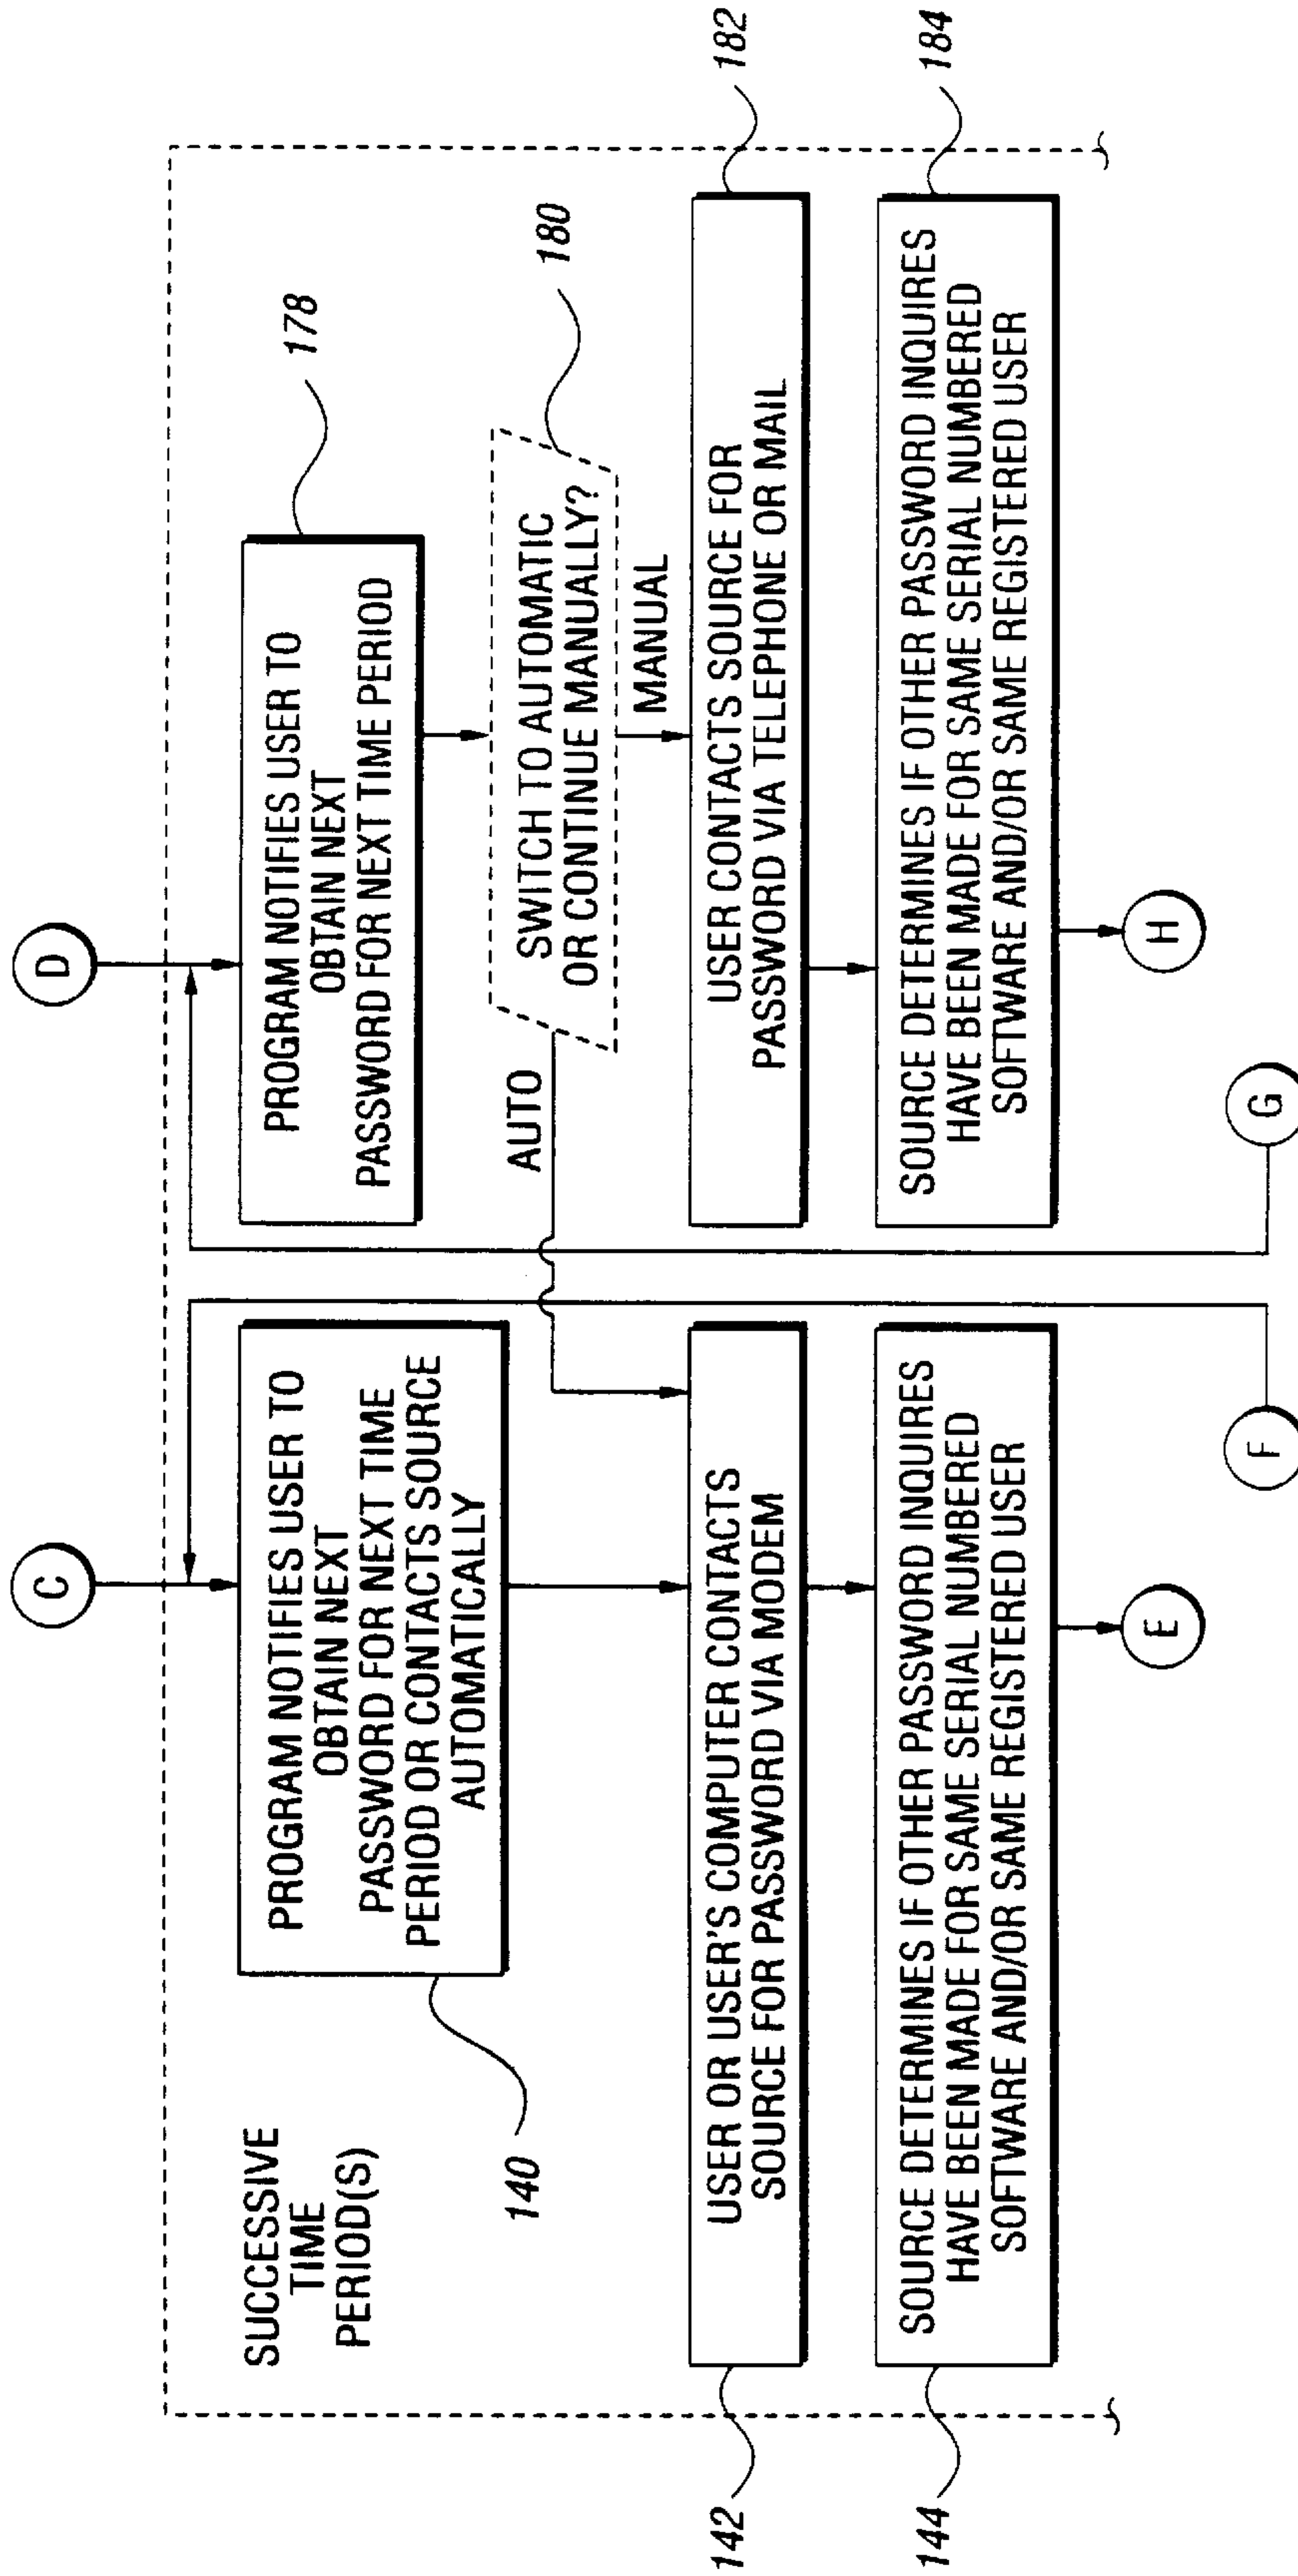 C
D
SUCCESSIVE
TIME
PERIOD(S)
PROGRAM NOTIFIES USER TO
OBTAIN NEXT
PASSWORD FOR NEXT TIME
PERIOD OR CONTACTS SOURCE
AUTOMATICALLY
140
PROGRAM NOTIFIES USER TO
OBTAIN NEXT
PASSWORD FOR NEXT TIME PERIOD
178
SWITCH TO AUTOMATIC
OR CONTINUE MANUALLY?
180
AUTO
MANUAL
USER OR USER'S COMPUTER CONTACTS
SOURCE FOR PASSWORD VIA MODEM
142
USER CONTACTS SOURCE FOR
PASSWORD VIA TELEPHONE OR MAIL
182
SOURCE DETERMINES IF OTHER PASSWORD INQUIRES
HAVE BEEN MADE FOR SAME SERIAL NUMBERED
SOFTWARE AND/OR SAME REGISTERED USER
144
SOURCE DETERMINES IF OTHER PASSWORD INQUIRES
HAVE BEEN MADE FOR SAME SERIAL NUMBERED
SOFTWARE AND/OR SAME REGISTERED USER
184
E
H
F
G